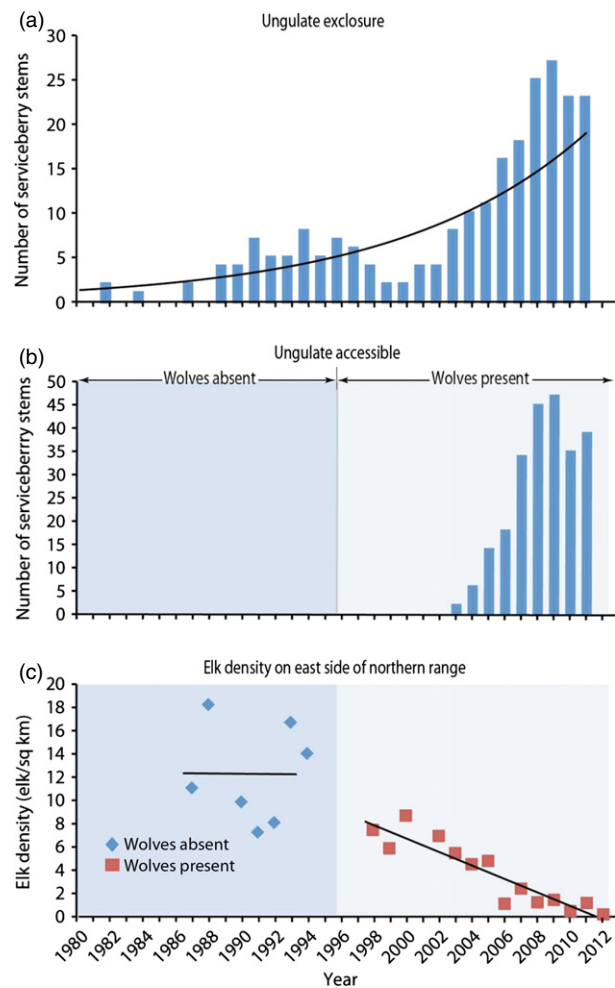 (a)
Ungulate exclosure
Number of serviceberry stems
30
25
20
15
10
5
0
(b)
Ungulate accessible
Wolves absent
Wolves present
Number of serviceberrry stems
50
45
40
35
30
25
20
15
10
5
0
(c)
Elk density on east side of northern range
Elk density (elk/sq km)
20
18
16
14
12
10
8
6
4
2
0
Wolves absent
Wolves present
1980 1982 1984 1986 1988 1990 1992 1994 1996 1998 2000 2002 2004 2006 2008 2010 2012
Year